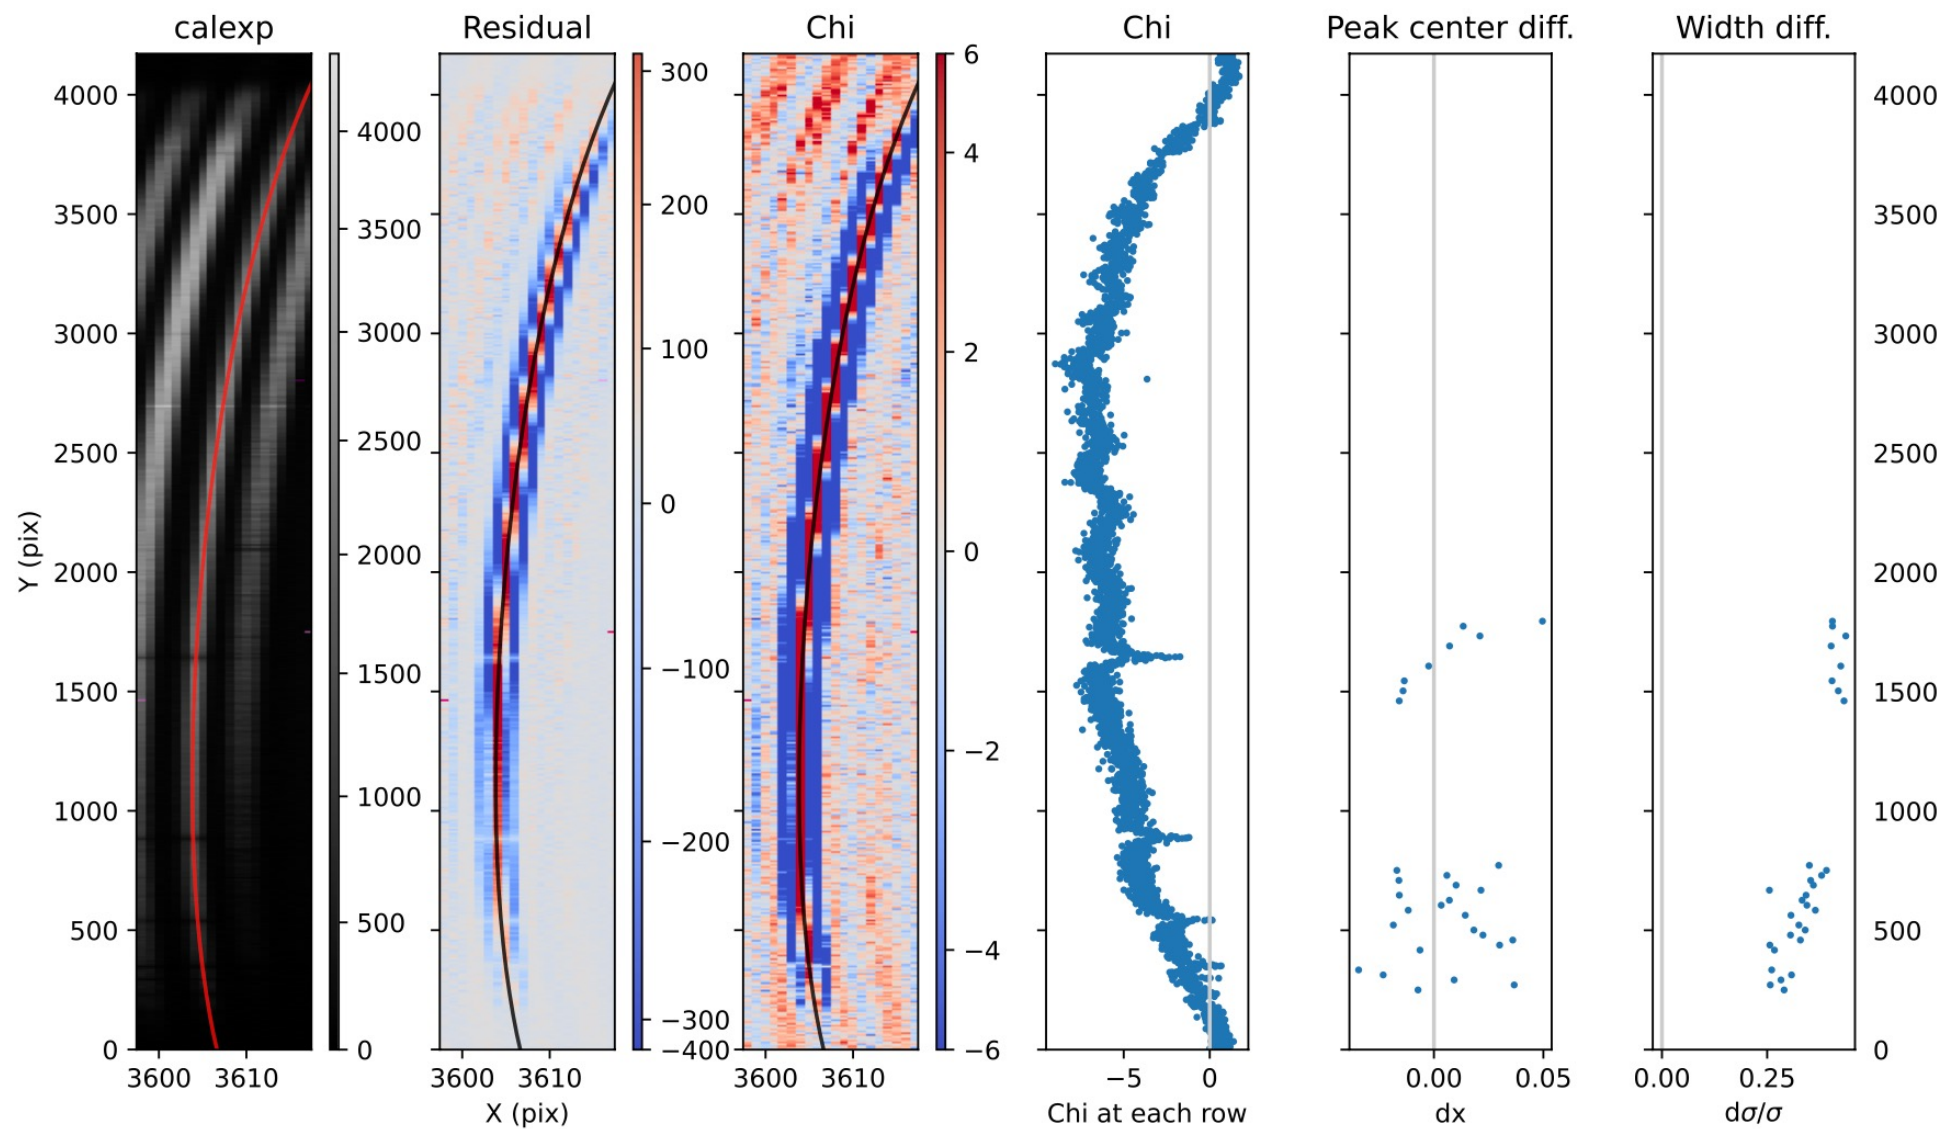 calexp Residual Chi Chi Peak center diff. Width diff.
4000 3500 3000 2500 2000 1500 1000 500 0
Y (pix)
3600 3610
4000 3500 3000 2500 2000 1500 1000 500 0
3600 3610
X (pix)
300 200 100 0 −100 −200 −300 −400
3600 3610
6 4 2 0 −2 −4 −6
−5 0
Chi at each row
0.00 0.05
dx
0.00 0.25
dσ/σ
4000 3500 3000 2500 2000 1500 1000 500 0